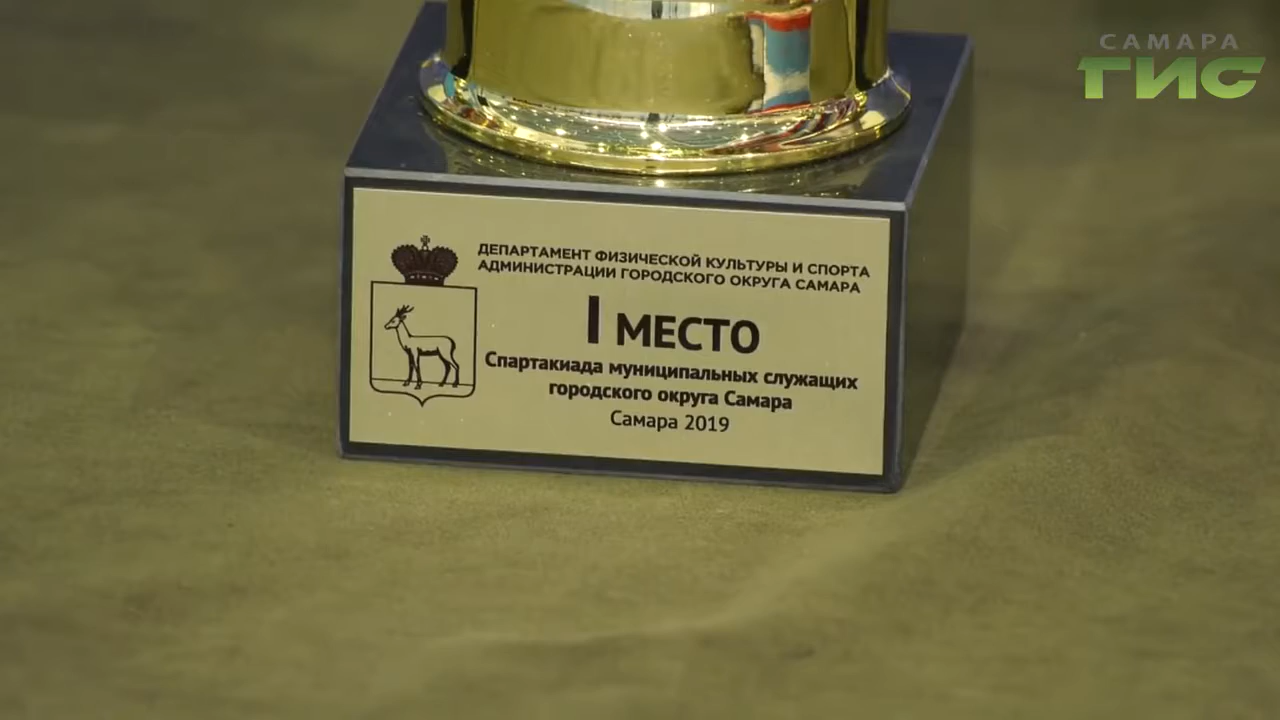 САМАРА
ГИС
ДЕПАРТАМЕНТ ФИЗИЧЕСКОЙ КУЛЬТУРЫ И СПОРТА
АДМИНИСТРАЦИИ ГОРОДСКОГО ОКРУГА САМАРА
I МЕСТО
Спартакиада муниципальных служащих
городского округа Самара
Самара 2019